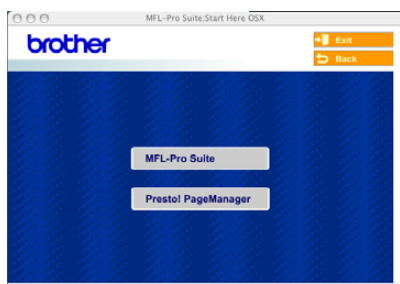 MFL-Pro Suite:Start Here OSX
brother
Exit
Back
MFL-Pro Suite
Presto! PageManager